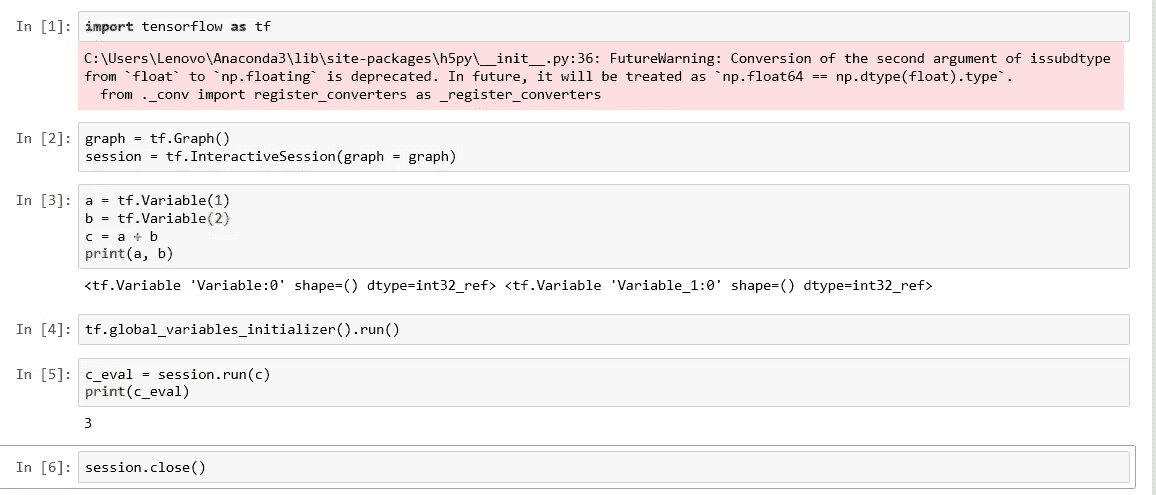 In [1]: import tensorflow as tf
C:\Users\Lenovo\Anaconda3\lib\site-packages\h5py\__init__.py:36: FutureWarning: Conversion of the second argument of issubdtype
from `float` to `np.floating` is deprecated. In future, it will be treated as `np.float64 == np.dtype(float).type`.
from ._conv import register_converters as _register_converters
In [2]: graph = tf.Graph()
session = tf.InteractiveSession(graph = graph)
In [3]: a = tf.Variable(1)
b = tf.Variable(2)
c = a + b
print(a, b)
<tf.Variable 'Variable:0' shape=() dtype=int32_ref> <tf.Variable 'Variable_1:0' shape=() dtype=int32_ref>
In [4]: tf.global_variables_initializer().run()
In [5]: c_eval = session.run(c)
print(c_eval)
3
In [6]: session.close()